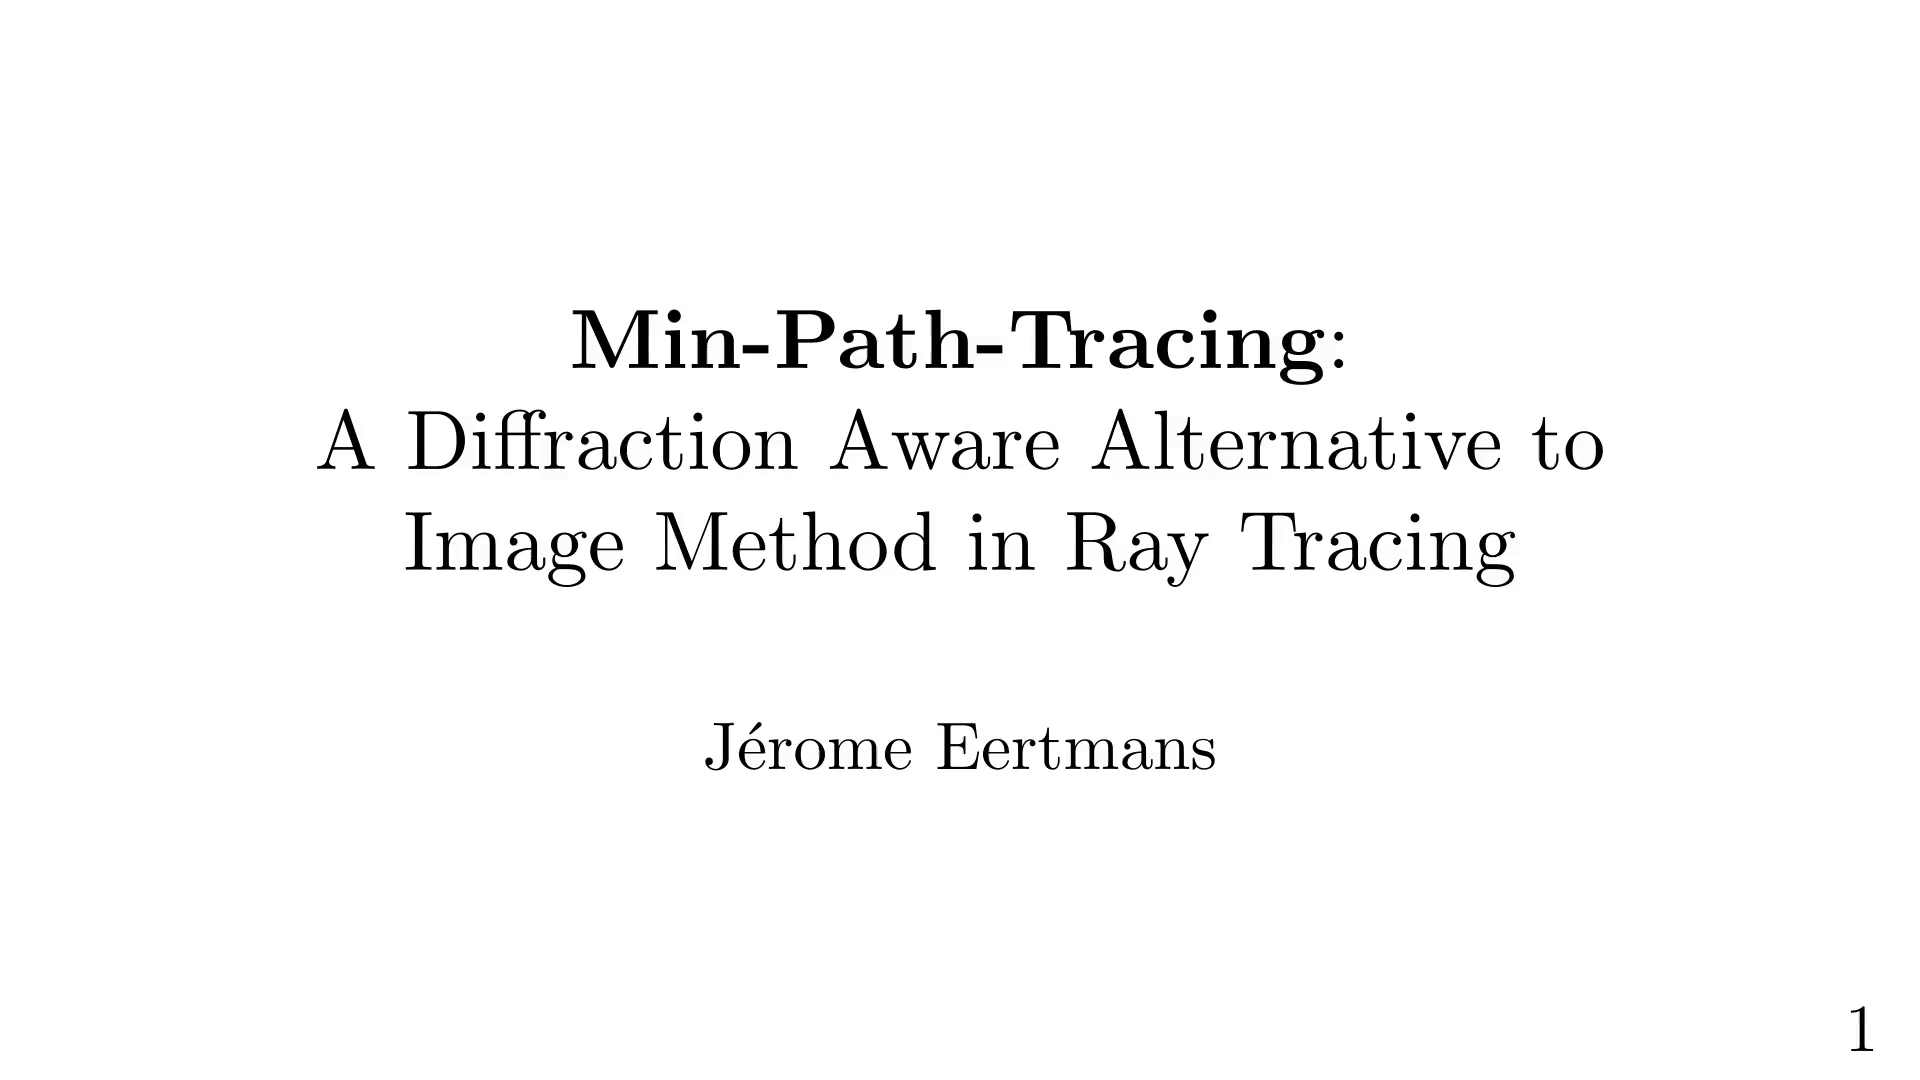 Min-Path-Tracing:
A Diffraction Aware Alternative to
Image Method in Ray Tracing
Jérome Eertmans
1